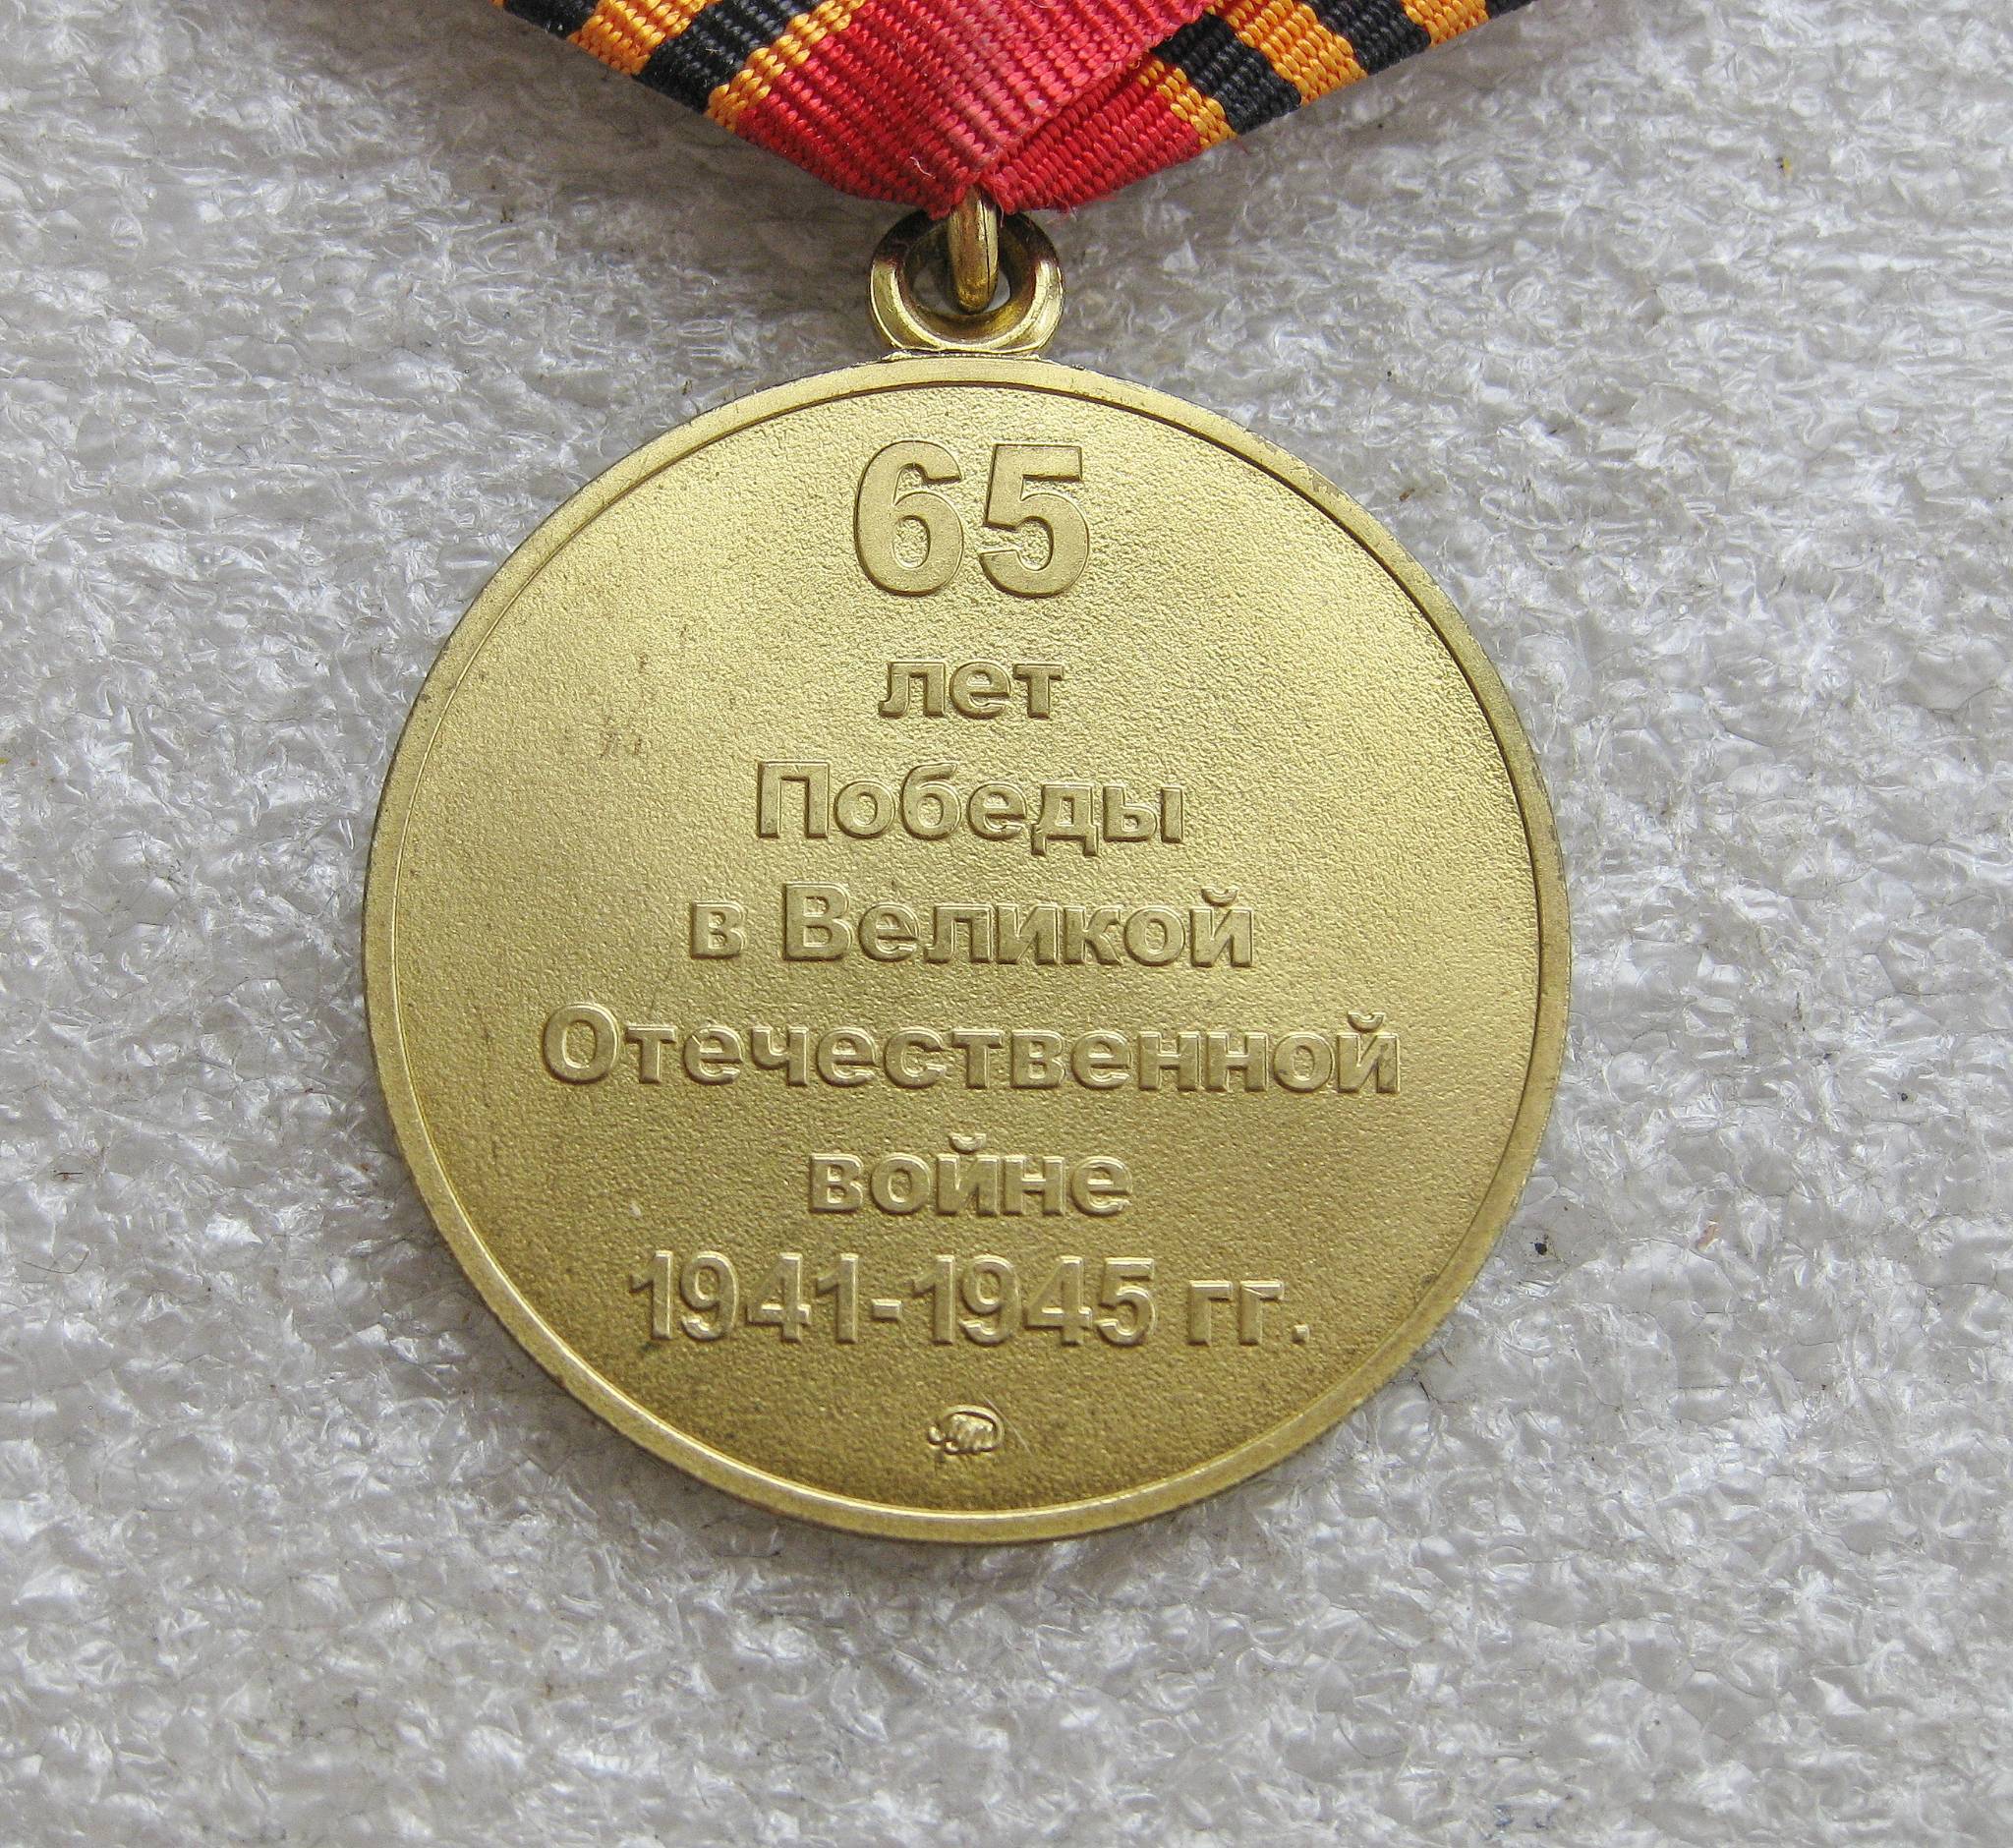 65
лет
Победы
в Великой
Отечественной
войне
1941-1945 гг.